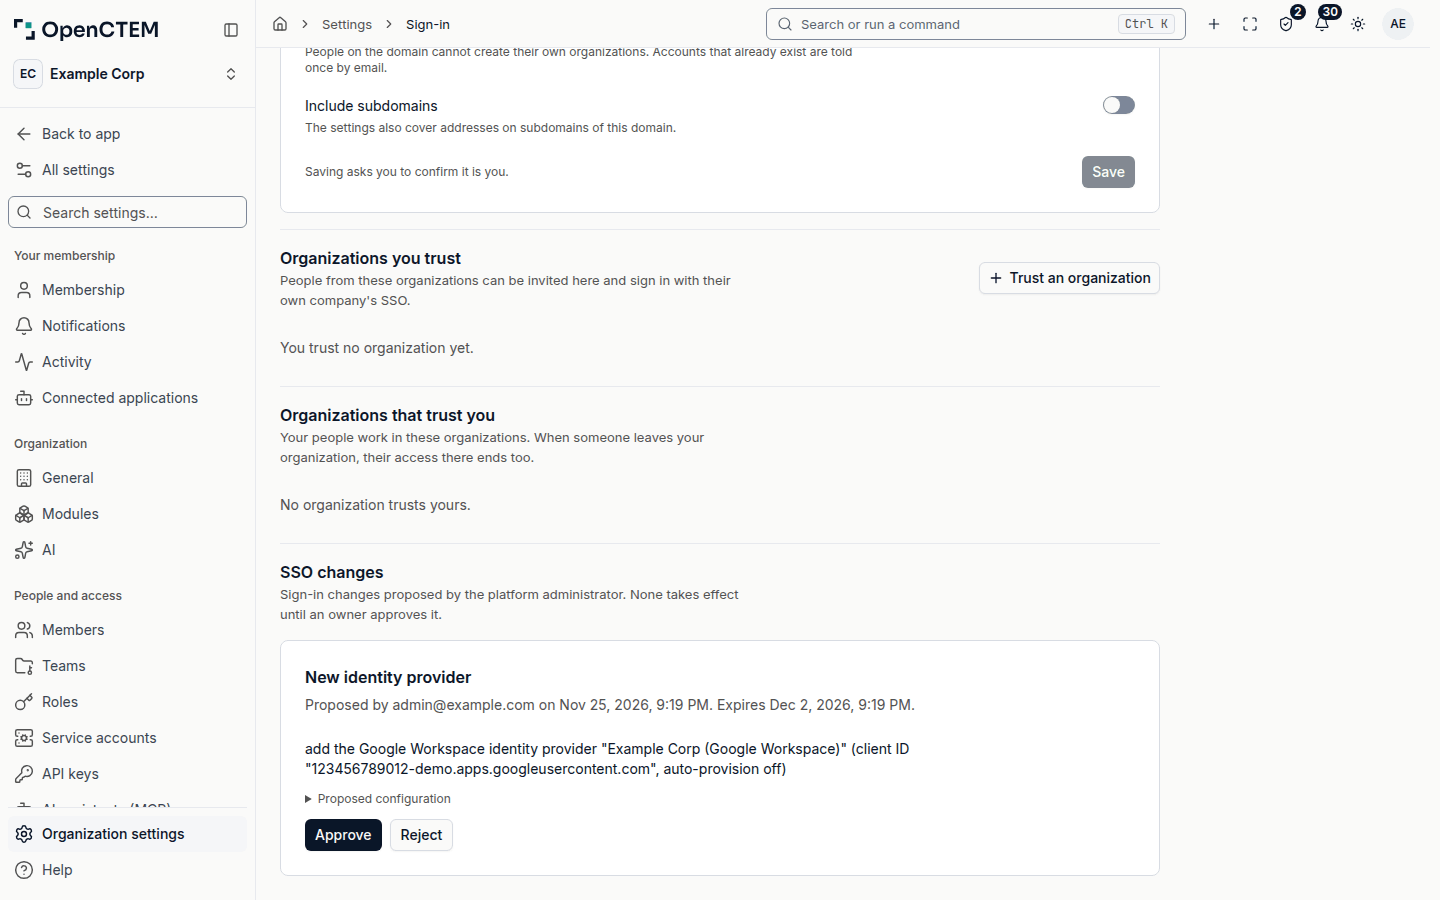 OpenCTEM
EC Example Corp
Back to app
All settings
Search settings...
Your membership
Membership
Notifications
Activity
Connected applications
Organization
General
Modules
AI
People and access
Members
Teams
Roles
Service accounts
API keys
Organization settings
Help
Settings
Sign-in
Search or run a command
Ctrl K
2
30
AE
People on the domain cannot create their own organizations. Accounts that already exist are told
once by email.
Include subdomains
The settings also cover addresses on subdomains of this domain.
Saving asks you to confirm it is you.
Save
Organizations you trust
People from these organizations can be invited here and sign in with their
own company's SSO.
Trust an organization
You trust no organization yet.
Organizations that trust you
Your people work in these organizations. When someone leaves your
organization, their access there ends too.
No organization trusts yours.
SSO changes
Sign-in changes proposed by the platform administrator. None takes effect
until an owner approves it.
New identity provider
Proposed by admin@example.com on Nov 25, 2026, 9:19 PM. Expires Dec 2, 2026, 9:19 PM.
add the Google Workspace identity provider "Example Corp (Google Workspace)" (client ID
"123456789012-demo.apps.googleusercontent.com", auto-provision off)
Proposed configuration
Approve
Reject